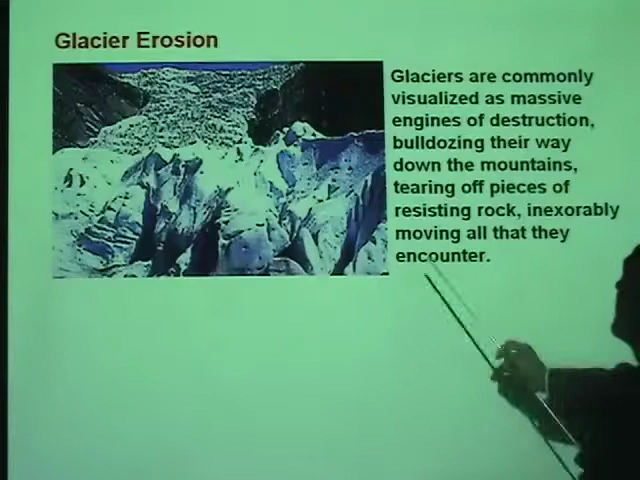 Glacier Erosion
Glaciers are commonly
visualized as massive
engines of destruction,
bulldozing their way
down the mountains,
tearing off pieces of
resisting rock, inexorably
moving all that they
encounter.